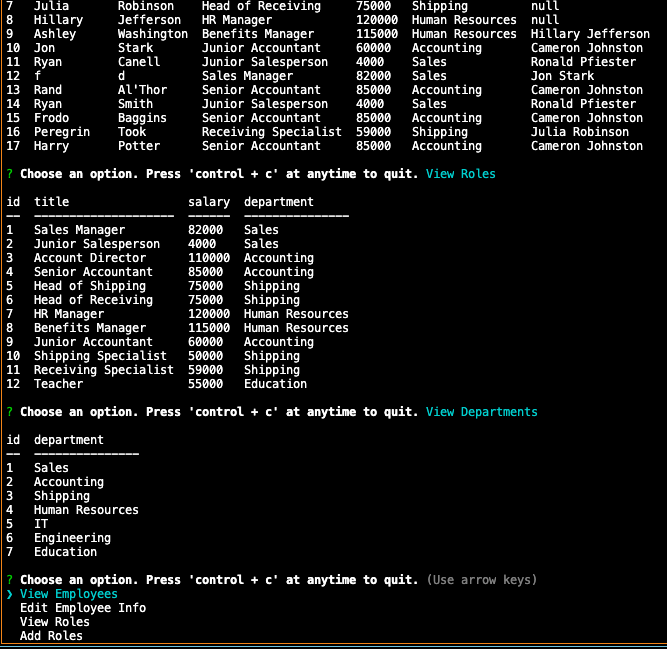 7 Julia Robinson Head of Receiving 75000 Shipping null
8 Hillary Jefferson HR Manager 120000 Human Resources null
9 Ashley Washington Benefits Manager 115000 Human Resources Hillary Jefferson
10 Jon Stark Junior Accountant 60000 Accounting Cameron Johnston
11 Ryan Canell Junior Salesperson 4000 Sales Ronald Pfiester
12 f d Sales Manager 82000 Sales Jon Stark
13 Rand Al'Thor Senior Accountant 85000 Accounting Cameron Johnston
14 Ryan Smith Junior Salesperson 4000 Sales Ronald Pfiester
15 Frodo Baggins Senior Accountant 85000 Accounting Cameron Johnston
16 Peregrin Took Receiving Specialist 59000 Shipping Julia Robinson
17 Harry Potter Senior Accountant 85000 Accounting Cameron Johnston
? Choose an option. Press 'control + c' at anytime to quit. View Roles
id title salary department
1 Sales Manager 82000 Sales
2 Junior Salesperson 4000 Sales
3 Account Director 110000 Accounting
4 Senior Accountant 85000 Accounting
5 Head of Shipping 75000 Shipping
6 Head of Receiving 75000 Shipping
7 HR Manager 120000 Human Resources
8 Benefits Manager 115000 Human Resources
9 Junior Accountant 60000 Accounting
10 Shipping Specialist 50000 Shipping
11 Receiving Specialist 59000 Shipping
12 Teacher 55000 Education
? Choose an option. Press 'control + c' at anytime to quit. View Departments
id department
1 Sales
2 Accounting
3 Shipping
4 Human Resources
5 IT
6 Engineering
7 Education
? Choose an option. Press 'control + c' at anytime to quit. (Use arrow keys)
❯ View Employees
Edit Employee Info
View Roles
Add Roles